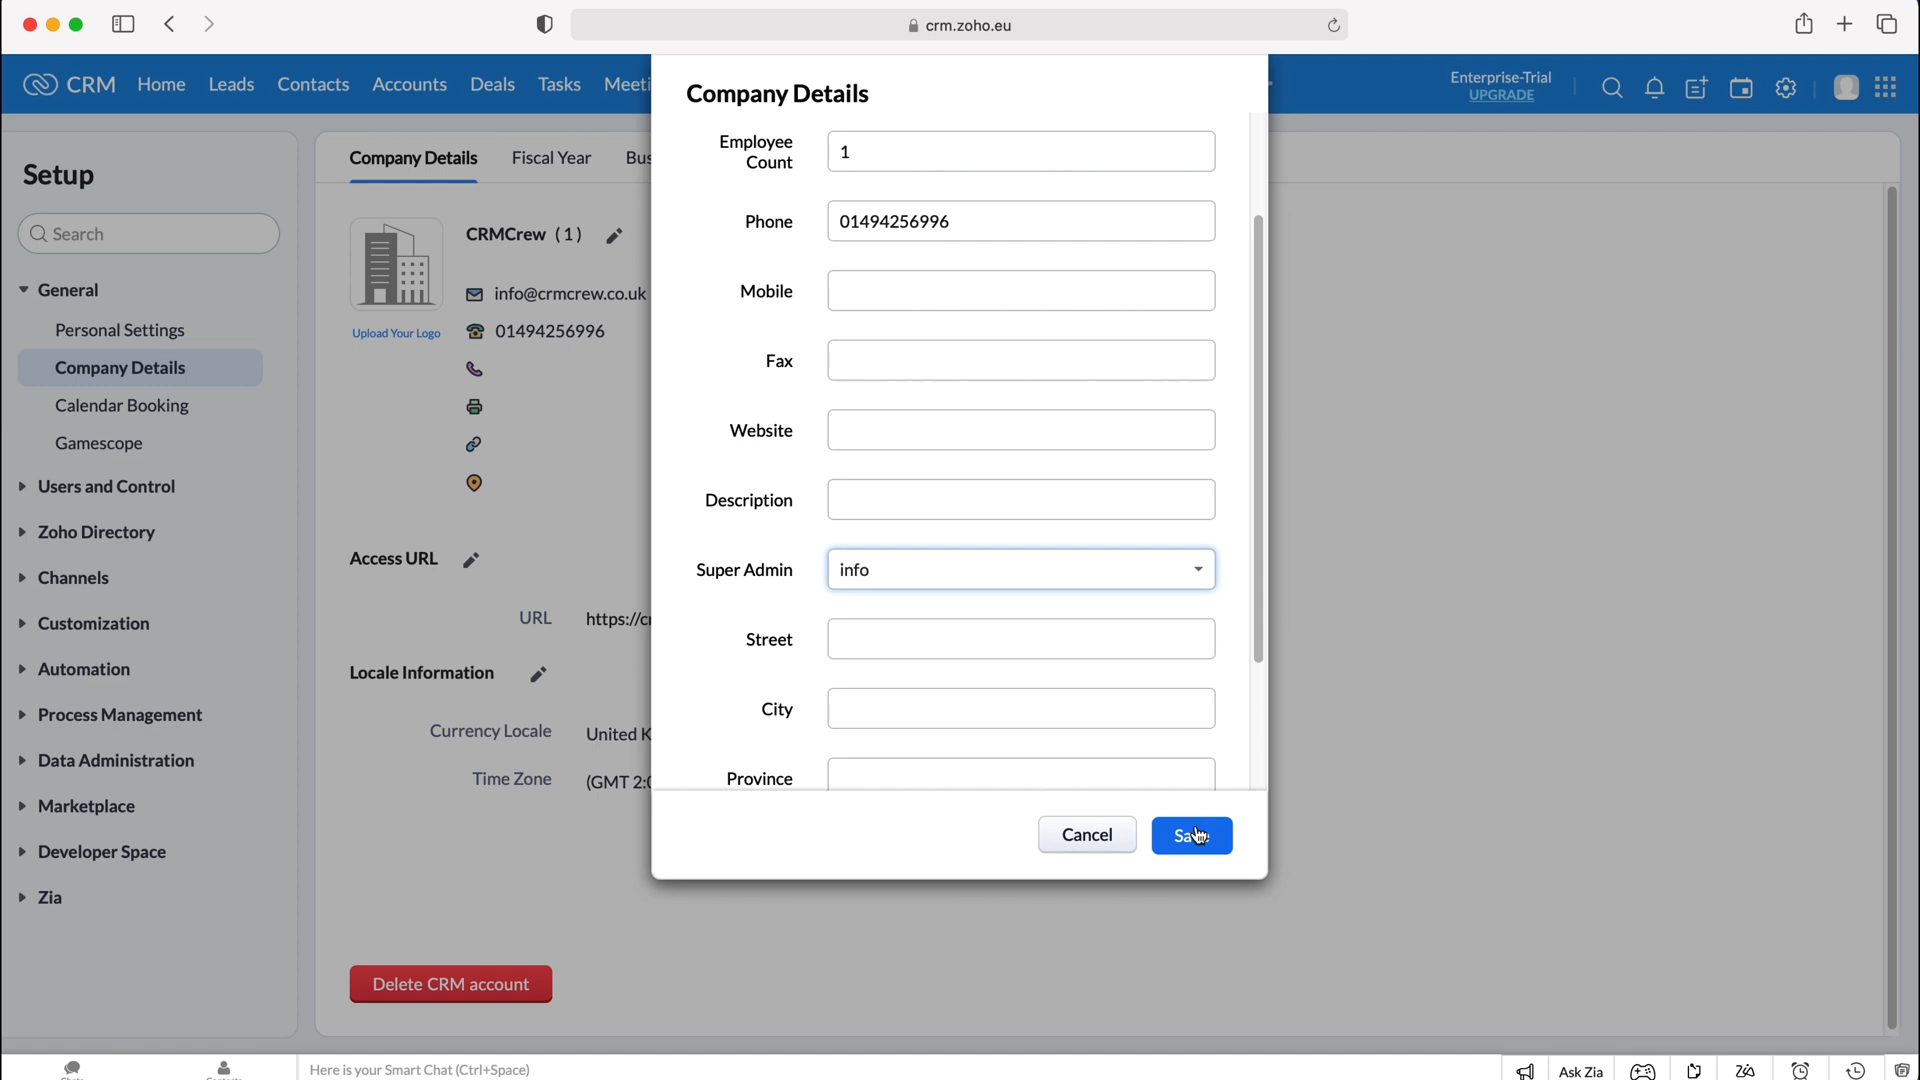 crm.zoho.eu
CRM Home Leads Contacts Accounts Deals Tasks Meeti
Enterprise-Trial
UPGRADE
Setup
Search
General
Personal Settings
Company Details
Calendar Booking
Gamescope
Users and Control
Zoho Directory
Channels
Customization
Automation
Process Management
Data Administration
Marketplace
Developer Space
Zia
Company Details Fiscal Year Bus
CRMCrew (1)
Upload Your Logo
info@crmcrew.co.uk
01494256996
Access URL
URL https://cr
Locale Information
Currency Locale United K
Time Zone (GMT 2:0
Delete CRM account
Company Details
Employee
Count
1
Phone 01494256996
Mobile
Fax
Website
Description
Super Admin info
Street
City
Province
Cancel
Here is your Smart Chat (Ctrl+Space)
Ask Zia